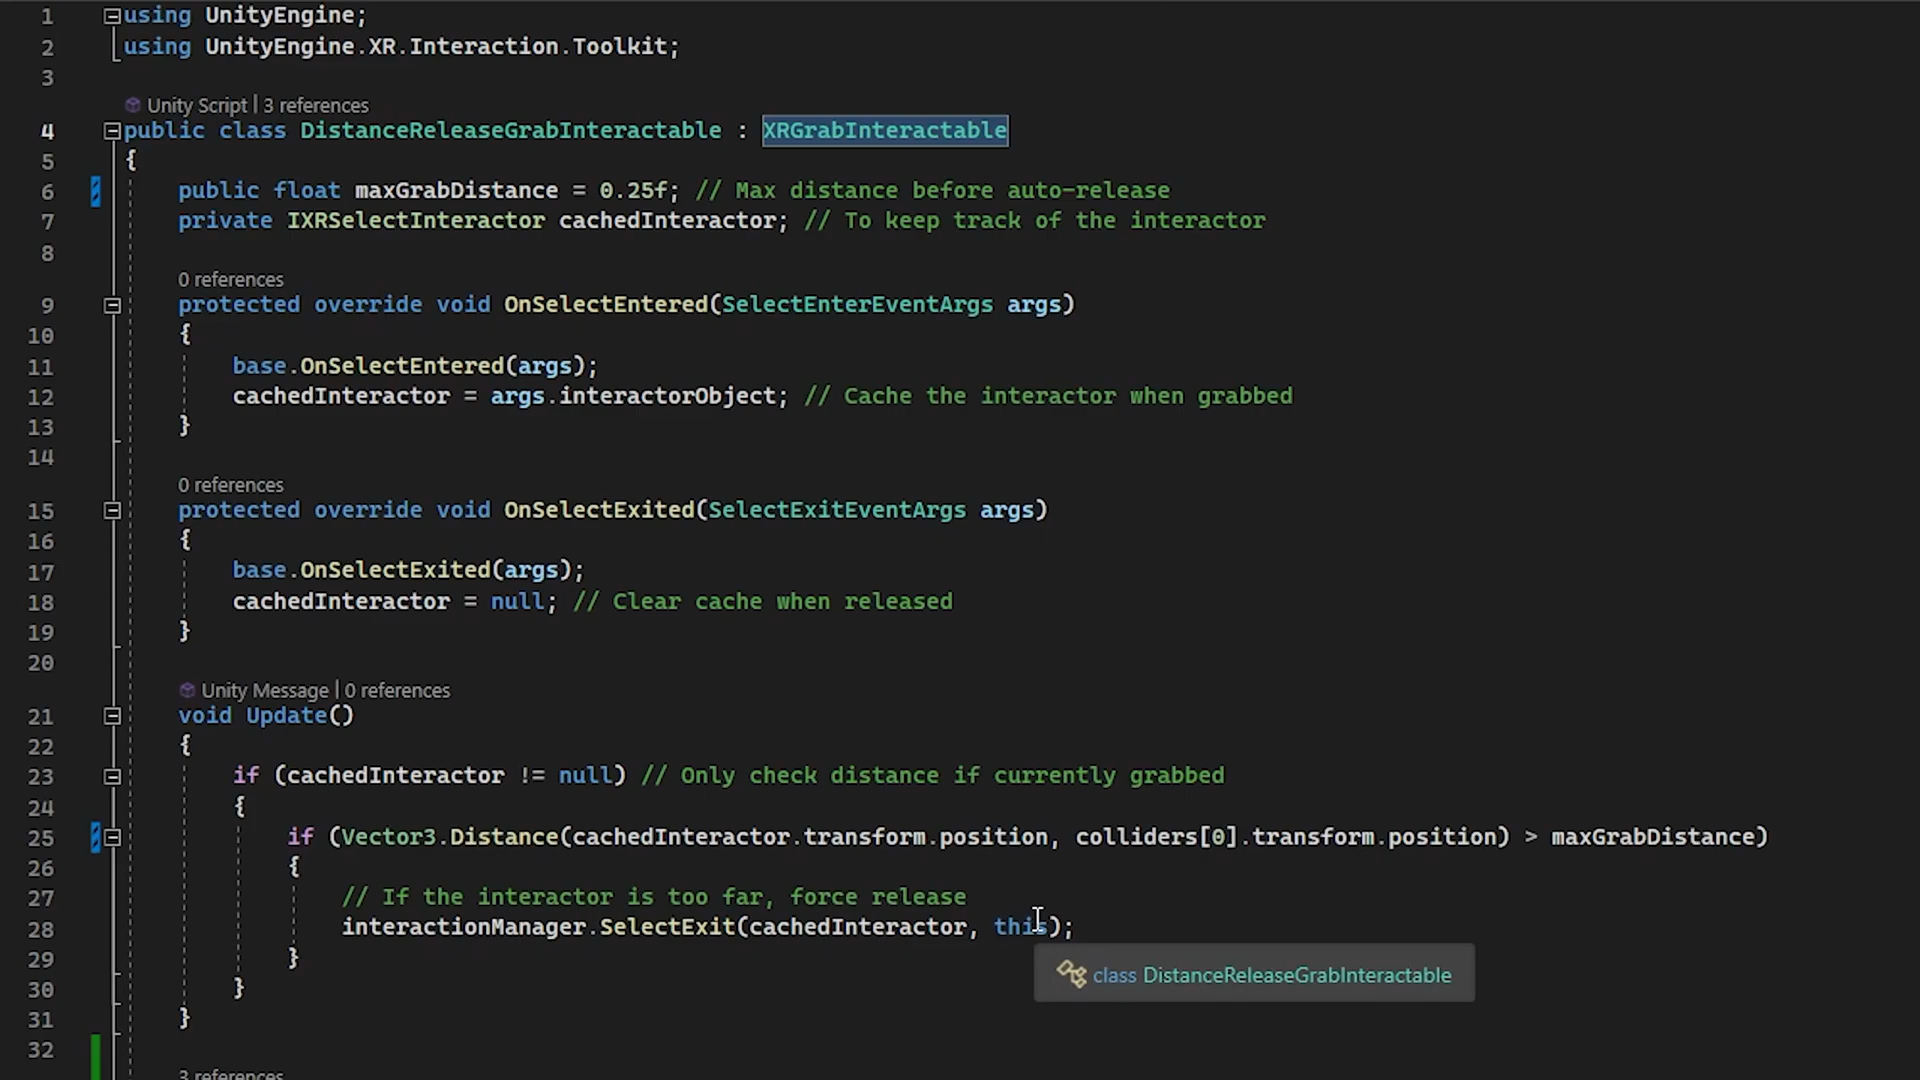 1 using UnityEngine;
2 using UnityEngine.XR.Interaction.Toolkit;
3
Unity Script | 3 references
4 public class DistanceReleaseGrabInteractable : XRGrabInteractable
5 {
6 public float maxGrabDistance = 0.25f; // Max distance before auto-release
7 private IXRSelectInteractor cachedInteractor; // To keep track of the interactor
8
0 references
9 protected override void OnSelectEntered(SelectEnterEventArgs args)
10 {
11 base.OnSelectEntered(args);
12 cachedInteractor = args.interactorObject; // Cache the interactor when grabbed
13 }
14
0 references
15 protected override void OnSelectExited(SelectExitEventArgs args)
16 {
17 base.OnSelectExited(args);
18 cachedInteractor = null; // Clear cache when released
19 }
20
Unity Message | 0 references
21 void Update()
22 {
23 if (cachedInteractor != null) // Only check distance if currently grabbed
24 {
25 if (Vector3.Distance(cachedInteractor.transform.position, colliders[0].transform.position) > maxGrabDistance)
26 {
27 // If the interactor is too far, force release
28 interactionManager.SelectExit(cachedInteractor, this);
29 }
class DistanceReleaseGrabInteractable
30 }
31 }
32
3 references